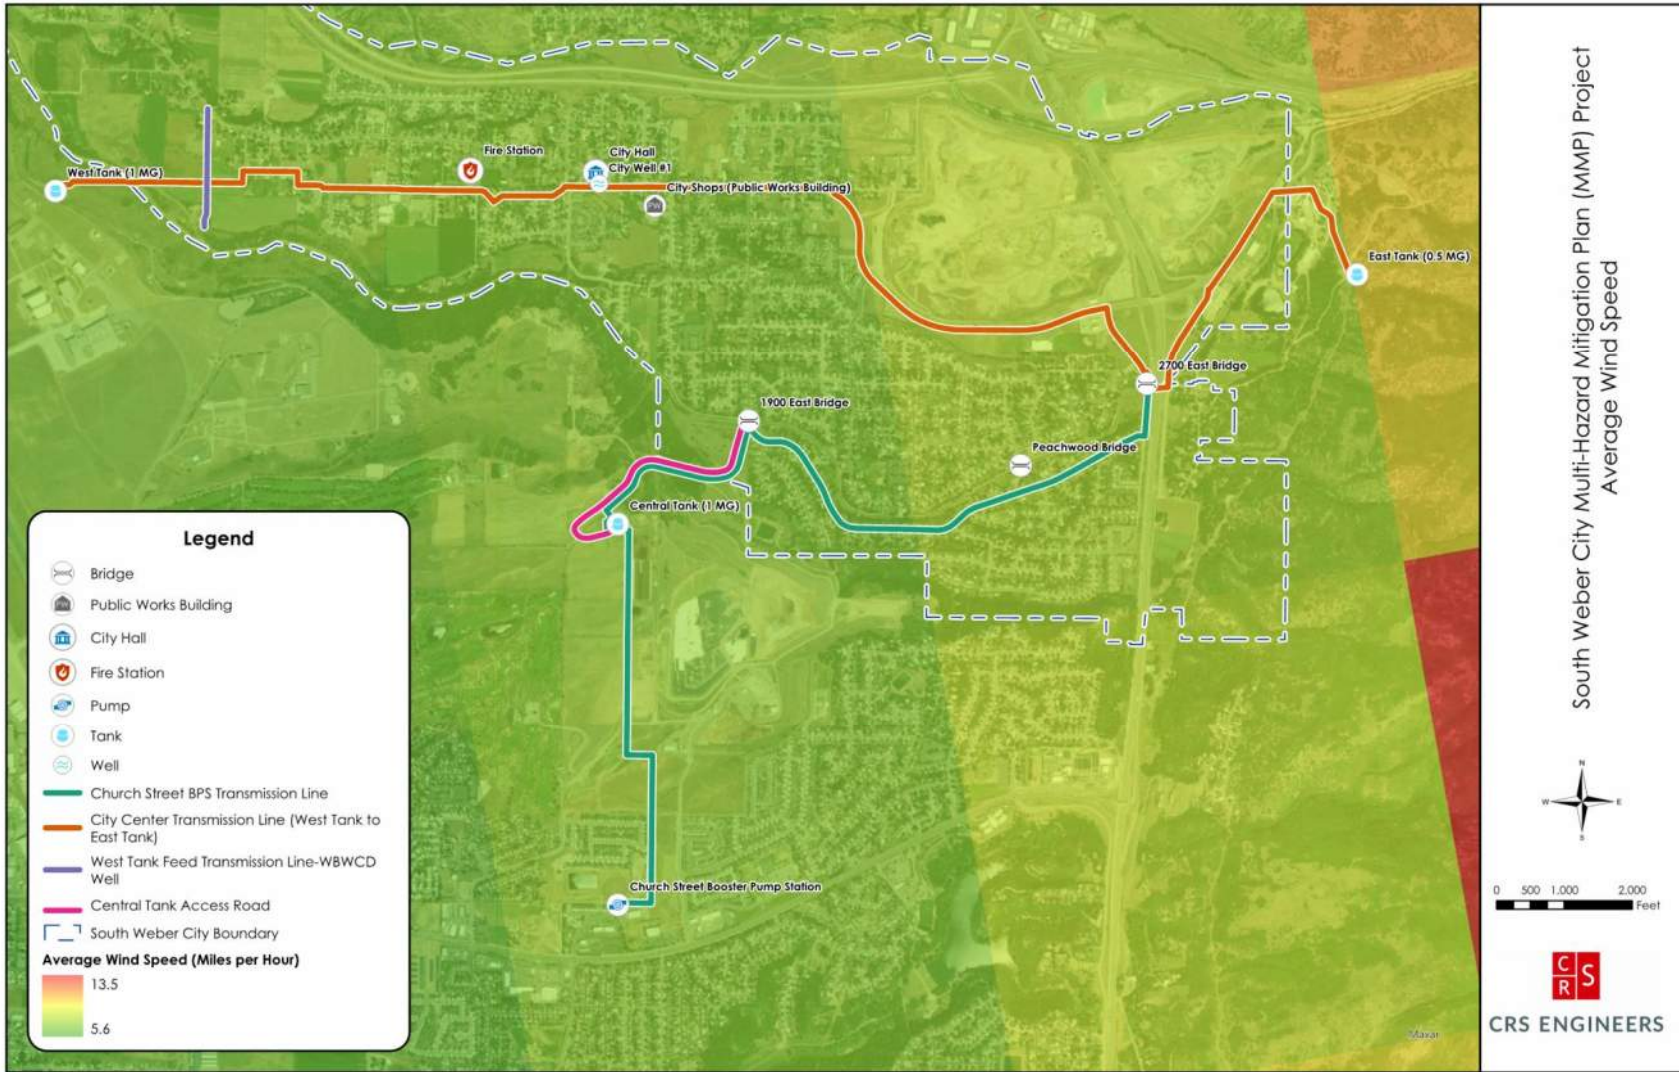 West Tank (1 MG)
Fire Station
City Hall
City Well #1
City Shops (Public Works Building)
PW
East Tank (0.5 MG)
2700 East Bridge
1900 East Bridge
Peachwood Bridge
Central Tank (1 MG)
Church Street Booster Pump Station
Maxar
Legend
Bridge
PW
Public Works Building
City Hall
Fire Station
Pump
Tank
Well
Church Street BPS Transmission Line
City Center Transmission Line (West Tank to
East Tank)
West Tank Feed Transmission Line-WBWCD
Well
Central Tank Access Road
South Weber City Boundary
Average Wind Speed (Miles per Hour)
13.5
5.6
South Weber City Multi-Hazard Mitigation Plan (MMP) Project
Average Wind Speed
N
W E
S
0 500 1,000 2,000
Feet
C
R S
CRS ENGINEERS